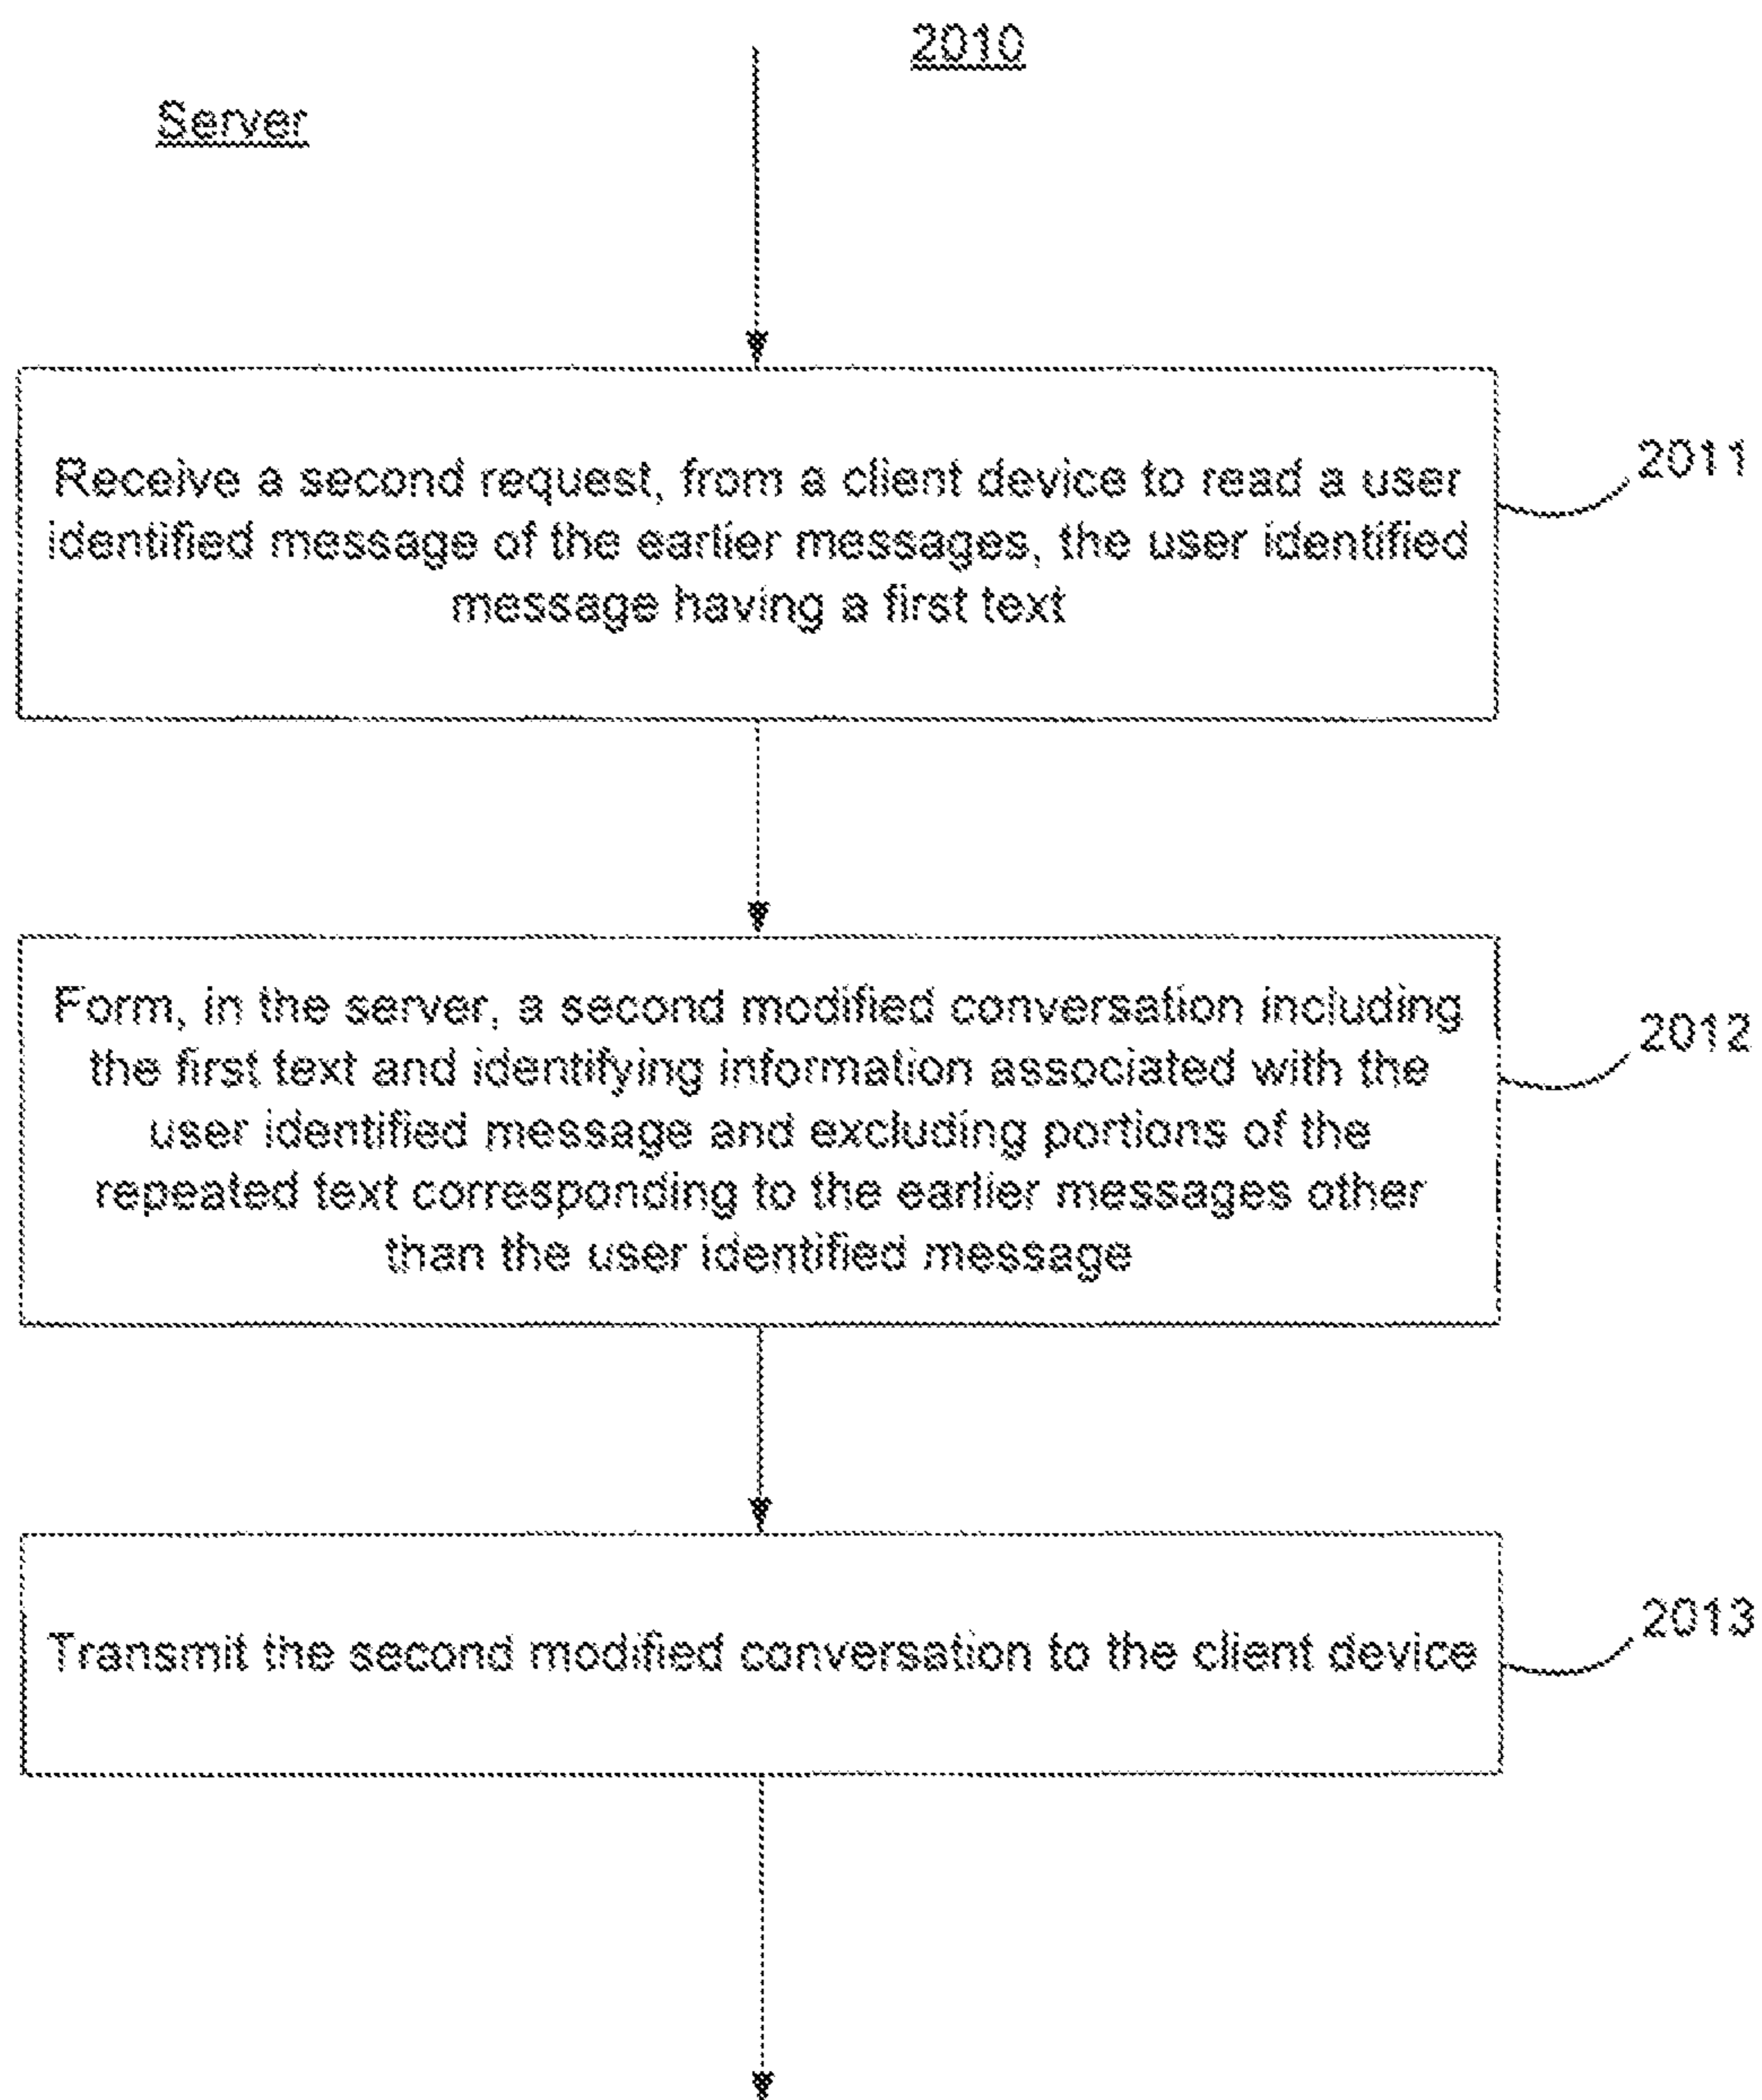 2010
Server
Receive a second request, from a client device to read a user
identified message of the earlier messages, the user identified
message having a first text
2011
Form, in the server, a second modified conversation including
the first text and identifying information associated with the
user identified message and excluding portions of the
repeated text corresponding to the earlier messages other
than the user identified message
2012
Transmit the second modified conversation to the client device
2013